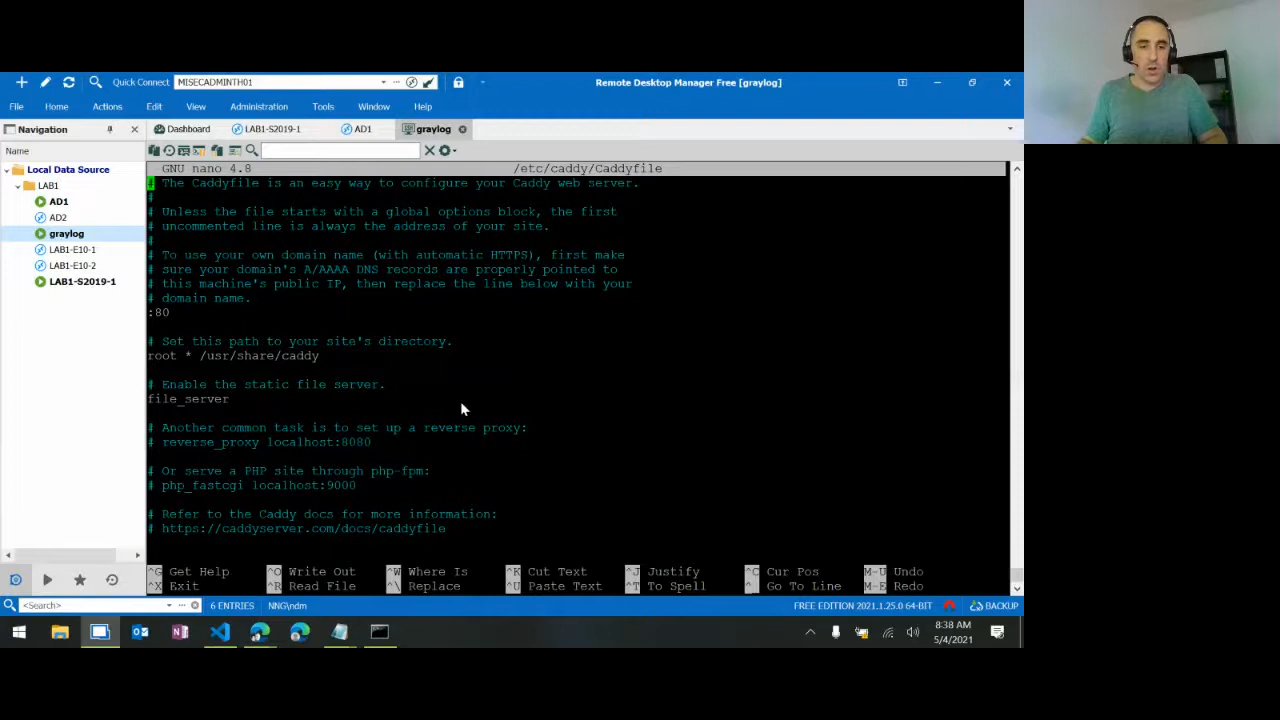 Quick Connect MISECADMINTH01 Remote Desktop Manager Free [graylog]
File Home Actions Edit View Administration Tools Window Help
Navigation Dashboard LAB1-S2019-1 AD1 graylog
Name
Local Data Source
LAB1
AD1
AD2
graylog
LAB1-E10-1
LAB1-E10-2
LAB1-S2019-1
GNU nano 4.8 /etc/caddy/Caddyfile
# The Caddyfile is an easy way to configure your Caddy web server.
#
# Unless the file starts with a global options block, the first
# uncommented line is always the address of your site.
#
# To use your own domain name (with automatic HTTPS), first make
# sure your domain's A/AAAA DNS records are properly pointed to
# this machine's public IP, then replace the line below with your
# domain name.
:80
# Set this path to your site's directory.
root * /usr/share/caddy
# Enable the static file server.
file_server
# Another common task is to set up a reverse proxy:
# reverse_proxy localhost:8080
# Or serve a PHP site through php-fpm:
# php_fastcgi localhost:9000
# Refer to the Caddy docs for more information:
# https://caddyserver.com/docs/caddyfile
^G Get Help ^O Write Out ^W Where Is ^K Cut Text ^J Justify ^C Cur Pos M-U Undo
^X Exit ^R Read File ^\ Replace ^U Paste Text ^T To Spell ^_ Go To Line M-E Redo
<Search> 6 ENTRIES NNG\ndm FREE EDITION 2021.1.25.0 64-BIT BACKUP
8:38 AM
5/4/2021